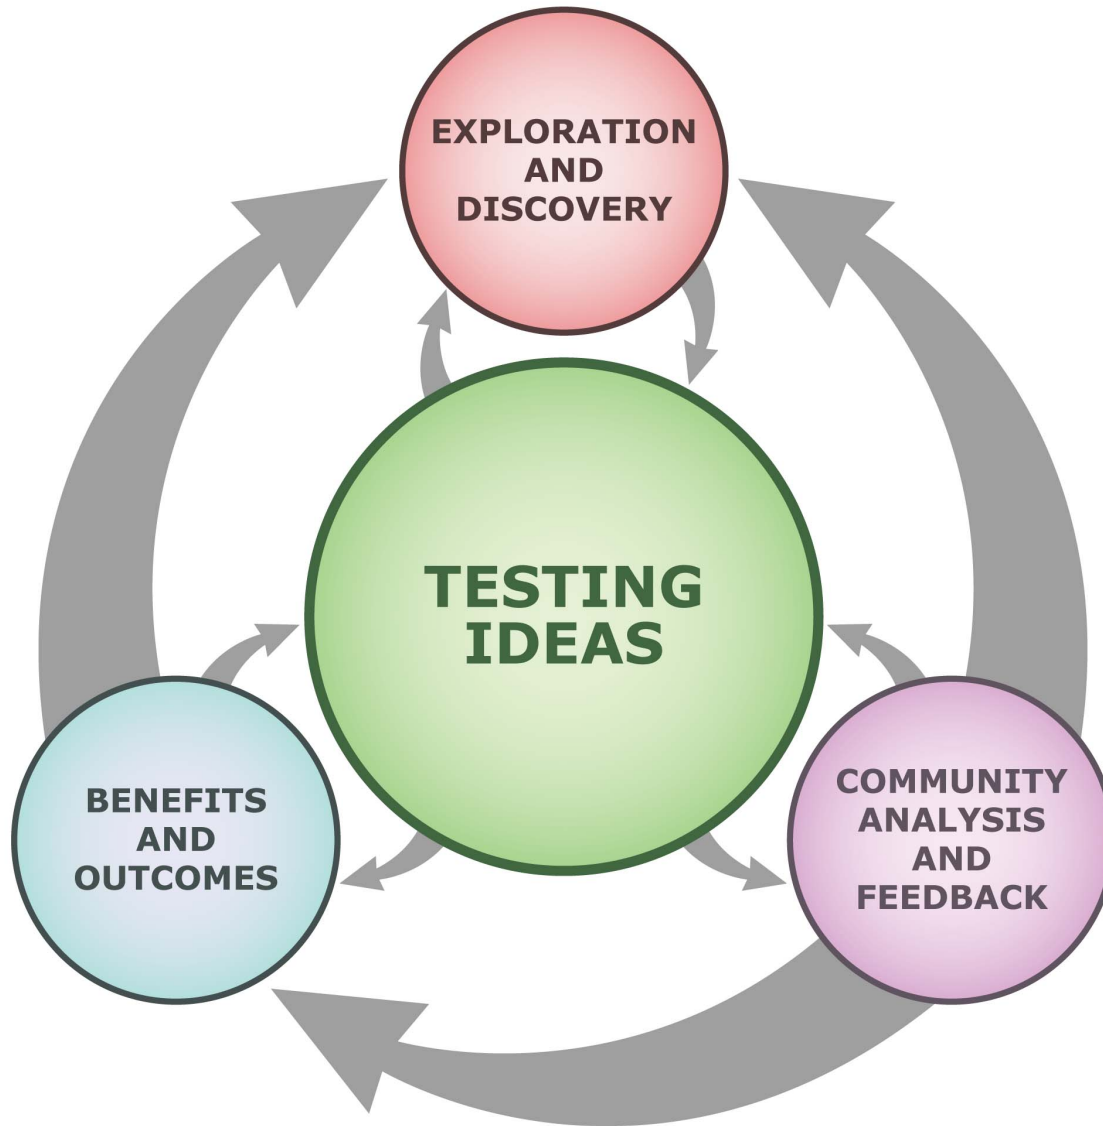 EXPLORATION
AND
DISCOVERY
TESTING
IDEAS
BENEFITS
AND
OUTCOMES
COMMUNITY
ANALYSIS
AND
FEEDBACK